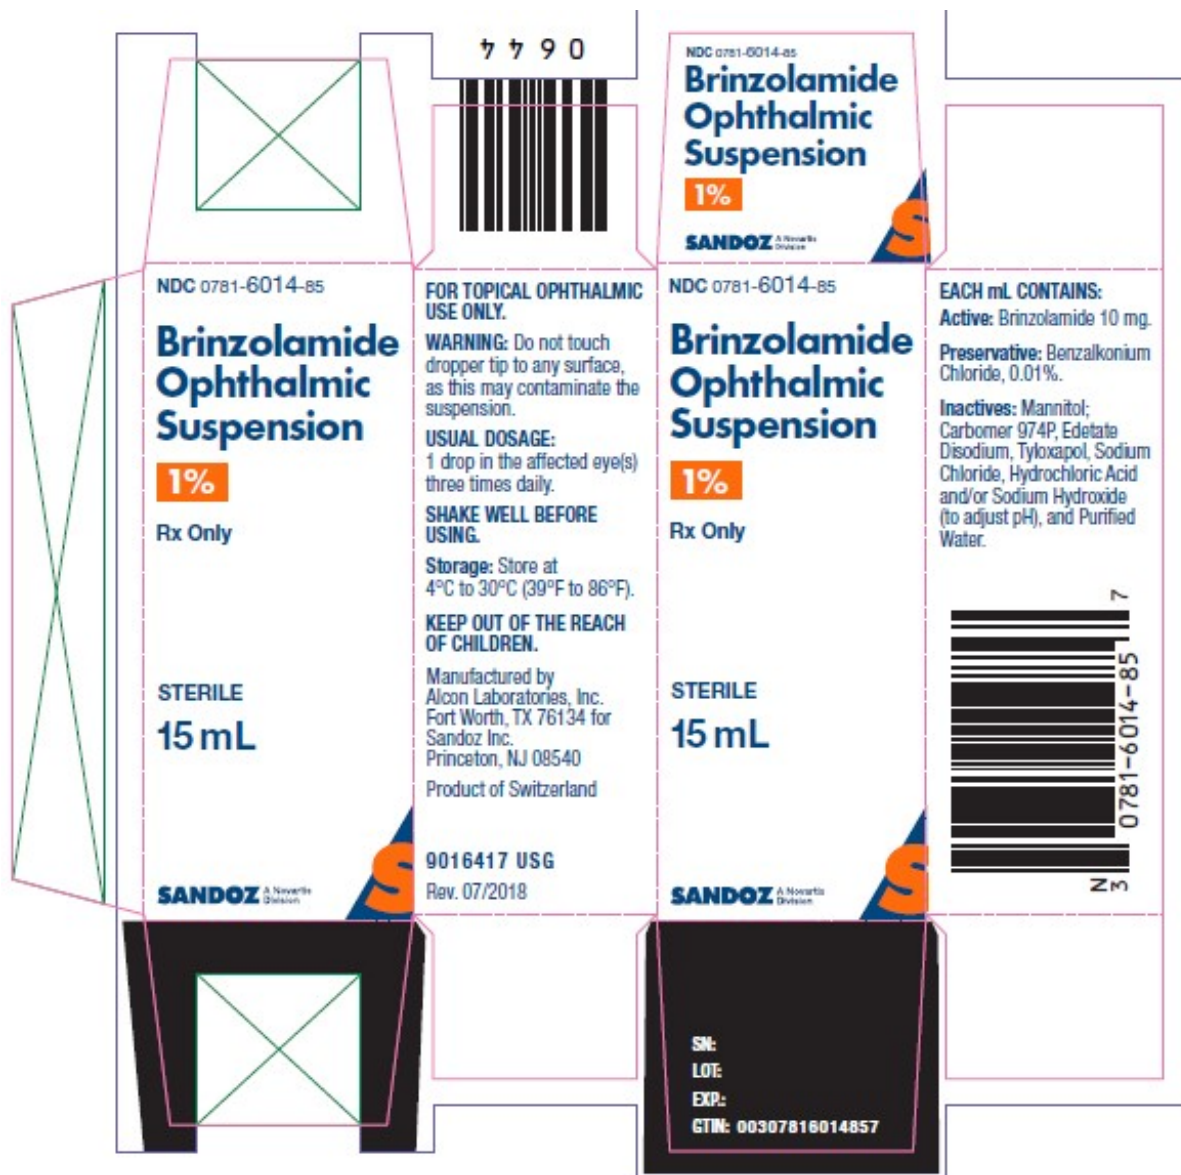 0644
NDC 0781-6014-85
Brinzolamide
Ophthalmic
Suspension
1%
SANDOZ A Novartis
Division
S
NDC 0781-6014-85
Brinzolamide
Ophthalmic
Suspension
1%
Rx Only
STERILE
15 mL
SANDOZ A Novartis
Division
S
FOR TOPICAL OPHTHALMIC
USE ONLY.
WARNING: Do not touch
dropper tip to any surface,
as this may contaminate the
suspension.
USUAL DOSAGE:
1 drop in the affected eye(s)
three times daily.
SHAKE WELL BEFORE
USING.
Storage: Store at
4°C to 30°C (39°F to 86°F).
KEEP OUT OF THE REACH
OF CHILDREN.
Manufactured by
Alcon Laboratories, Inc.
Fort Worth, TX 76134 for
Sandoz Inc.
Princeton, NJ 08540
Product of Switzerland
9016417 USG
Rev. 07/2018
NDC 0781-6014-85
Brinzolamide
Ophthalmic
Suspension
1%
Rx Only
STERILE
15 mL
SANDOZ A Novartis
Division
S
EACH mL CONTAINS:
Active: Brinzolamide 10 mg.
Preservative: Benzalkonium
Chloride, 0.01%.
Inactives: Mannitol;
Carbomer 974P, Edetate
Disodium, Tyloxapol, Sodium
Chloride, Hydrochloric Acid
and/or Sodium Hydroxide
(to adjust pH), and Purified
Water.
N
3 0781-6014-85 7
SN:
LOT:
EXP.:
GTIN: 00307816014857